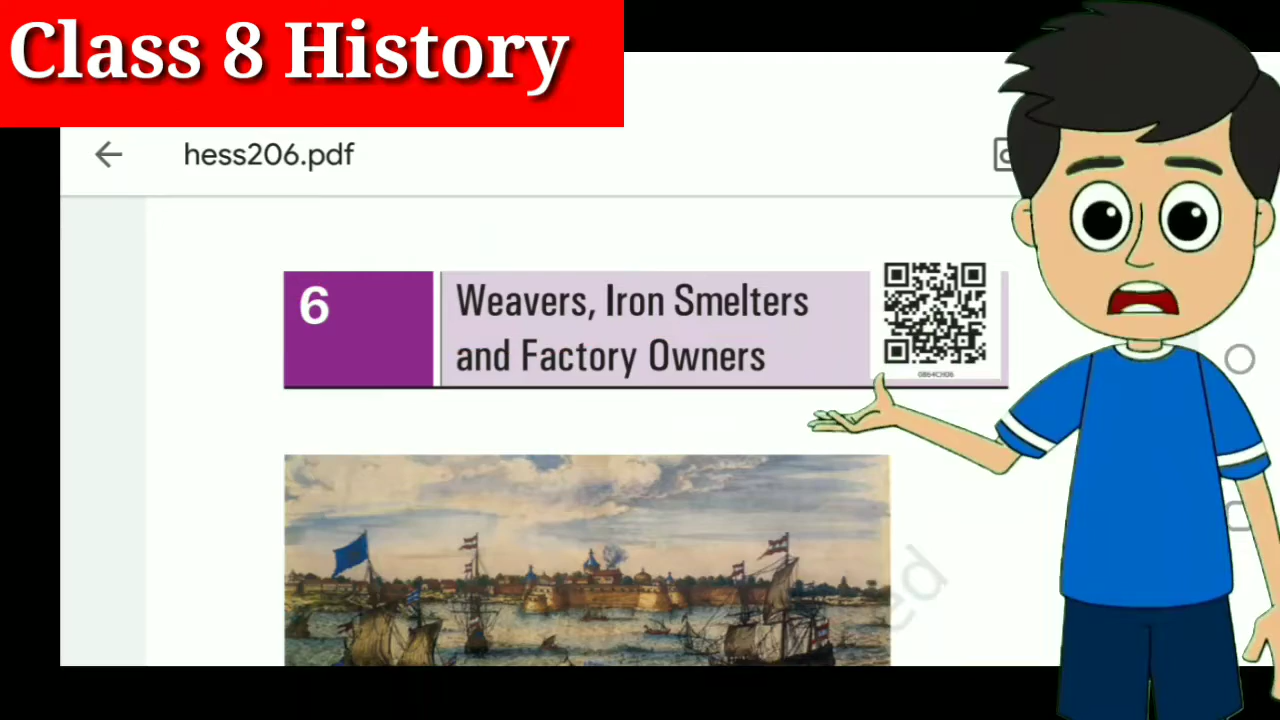 Class 8 History
hess206.pdf
6
Weavers, Iron Smelters
and Factory Owners